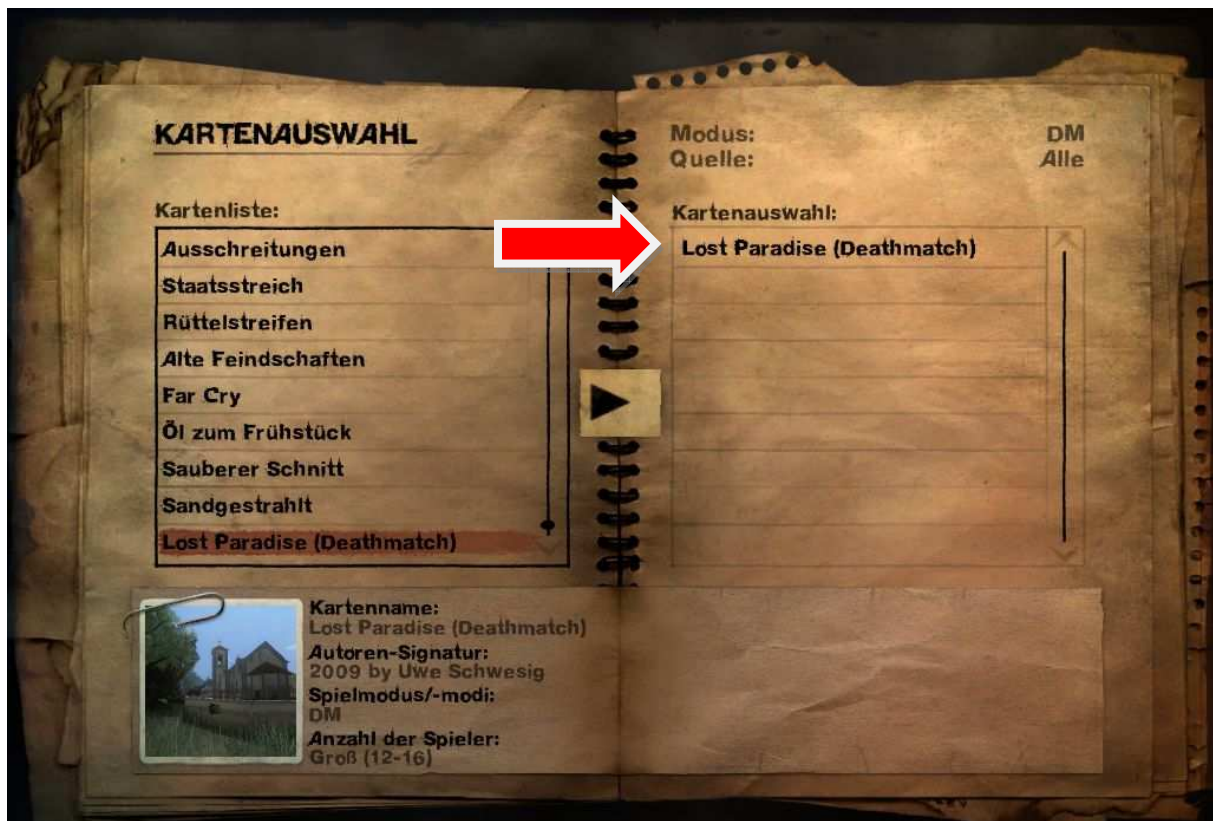 KARTENAUSWAHL
Kartenliste:
Ausschreitungen
Staatsstreich
Rüttelstreifen
Alte Feindschaften
Far Cry
Öl zum Frühstück
Sauberer Schnitt
Sandgestrahlt
Lost Paradise (Deathmatch)
Modus: DM
Quelle: Alle
Kartenauswahl:
Lost Paradise (Deathmatch)
Kartenname:
Lost Paradise (Deathmatch)
Autoren-Signatur:
2009 by Uwe Schwesig
Spielmodus/-modi:
DM
Anzahl der Spieler:
Groß (12-16)